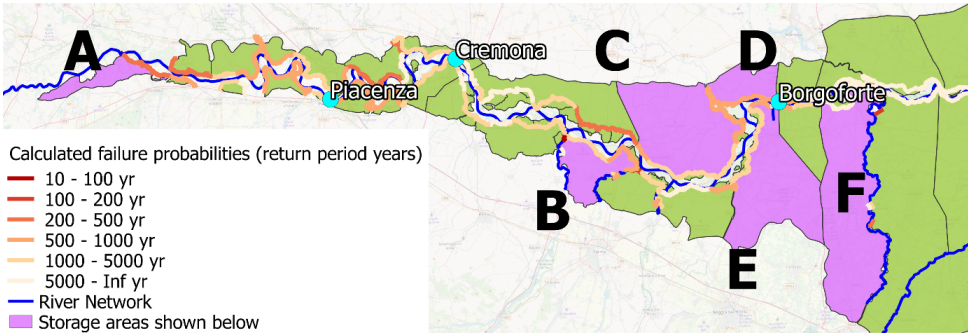 A
Cremona
C
D
Piacenza
Borgoforte
Calculated failure probabilities (return period years)
10 - 100 yr
100 - 200 yr
200 - 500 yr
500 - 1000 yr
1000 - 5000 yr
5000 - Inf yr
River Network
Storage areas shown below
B
F
E